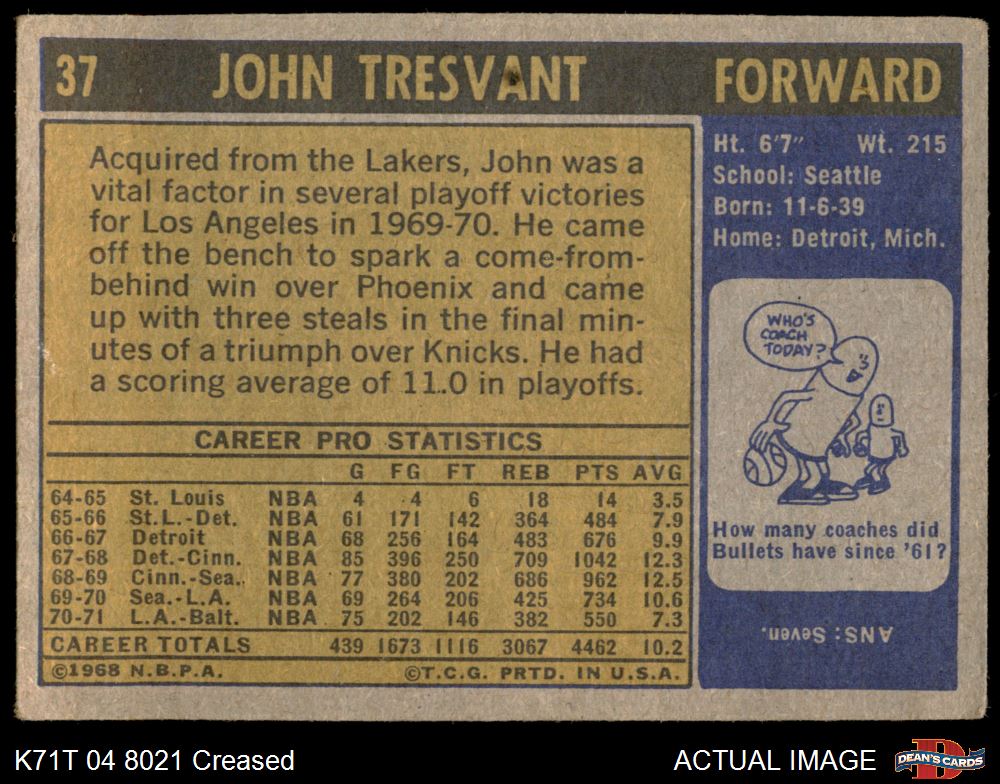 37 JOHN TRESVANT FORWARD
Acquired from the Lakers, John was a
vital factor in several playoff victories
for Los Angeles in 1969-70. He came
off the bench to spark a come-from-
behind win over Phoenix and came
up with three steals in the final min-
utes of a triumph over Knicks. He had
a scoring average of 11.0 in playoffs.
CAREER PRO STATISTICS
G FG FT REB PTS AVG
64-65 St. Louis NBA 4 4 6 18 14 3.5
65-66 St.L.-Det. NBA 61 171 142 364 484 7.9
66-67 Detroit NBA 68 256 164 483 676 9.9
67-68 Det.-Cinn. NBA 85 396 250 709 1042 12.3
68-69 Cinn.-Sea. NBA 77 380 202 686 962 12.5
69-70 Sea.-L.A. NBA 69 264 206 425 734 10.6
70-71 L.A.-Balt. NBA 75 202 146 382 550 7.3
CAREER TOTALS 439 1673 1116 3067 4462 10.2
©1968 N.B.P.A. ©T.C.G. PRTD. IN U.S.A.
Ht. 6'7" Wt. 215
School: Seattle
Born: 11-6-39
Home: Detroit, Mich.
WHO'S
COACH
TODAY?
How many coaches did
Bullets have since '61?
ANS: Seven.
K71T 04 8021 Creased
ACTUAL IMAGE
D
DEAN'S CARDS